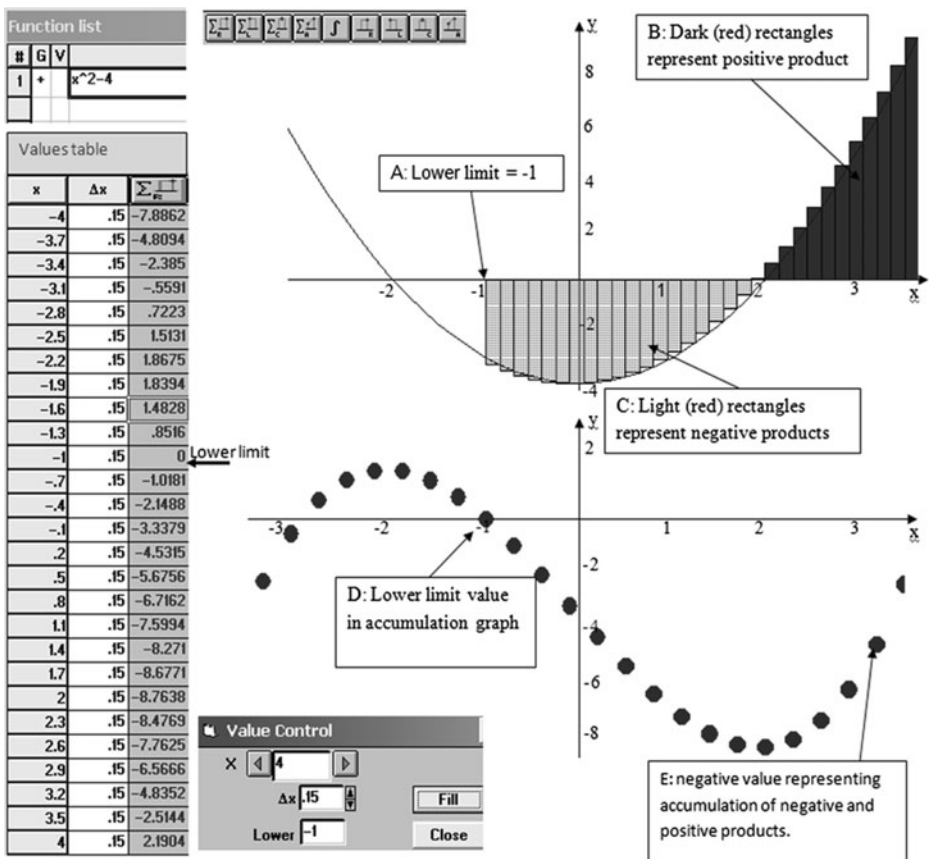 Function list
# G V
1 + x^2-4
Values table
x Δx Σ
-4 .15 -7.8862
-3.7 .15 -4.8094
-3.4 .15 -2.385
-3.1 .15 -.5591
-2.8 .15 .7223
-2.5 .15 1.5131
-2.2 .15 1.8675
-1.9 .15 1.8394
-1.6 .15 1.4828
-1.3 .15 .8516
-1 .15 0
Lower limit
-.7 .15 -1.0181
-.4 .15 -2.1488
-.1 .15 -3.3379
.2 .15 -4.5315
.5 .15 -5.6756
.8 .15 -6.7162
1.1 .15 -7.5994
1.4 .15 -8.271
1.7 .15 -8.6771
2 .15 -8.7638
2.3 .15 -8.4769
2.6 .15 -7.7625
2.9 .15 -6.5666
3.2 .15 -4.8352
3.5 .15 -2.5144
4 .15 2.1904
y
8
6
4
2
-2
-4
-2 -1 1 2 3 x
A: Lower limit = -1
B: Dark (red) rectangles
represent positive product
C: Light (red) rectangles
represent negative products
y
2
-2
-4
-6
-8
-3 -2 -1 1 2 3 x
D: Lower limit value
in accumulation graph
E: negative value representing
accumulation of negative and
positive products.
Value Control
X 4
Δx .15 Fill
Lower -1 Close